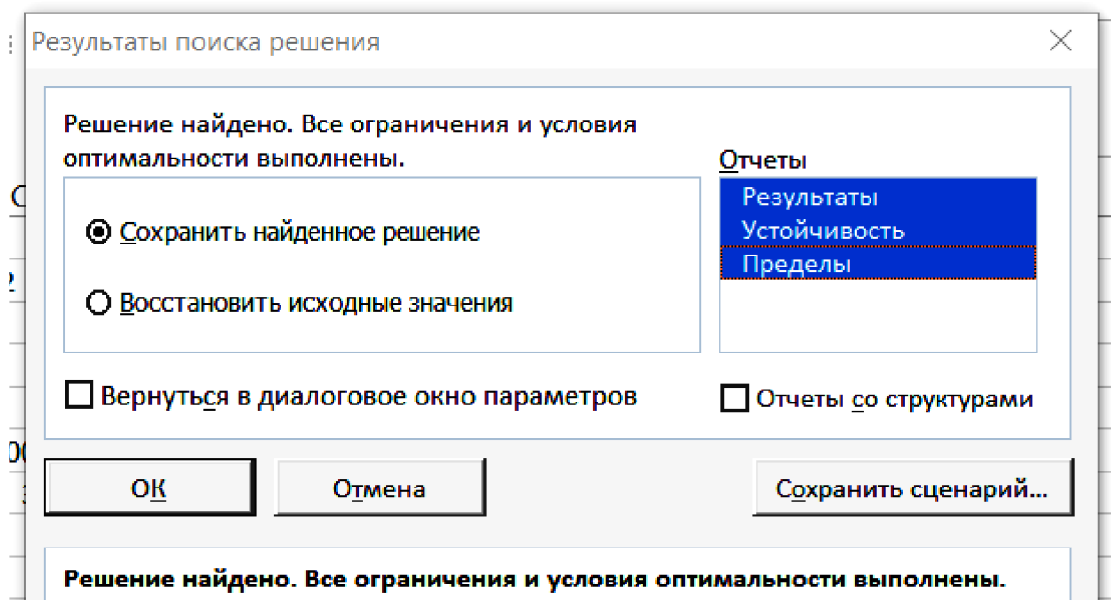 Результаты поиска решения
Решение найдено. Все ограничения и условия
оптимальности выполнены.
Отчеты
Результаты
Устойчивость
Пределы
Сохранить найденное решение
Восстановить исходные значения
Вернуться в диалоговое окно параметров
Отчеты со структурами
ОК
Отмена
Сохранить сценарий...
Решение найдено. Все ограничения и условия оптимальности выполнены.